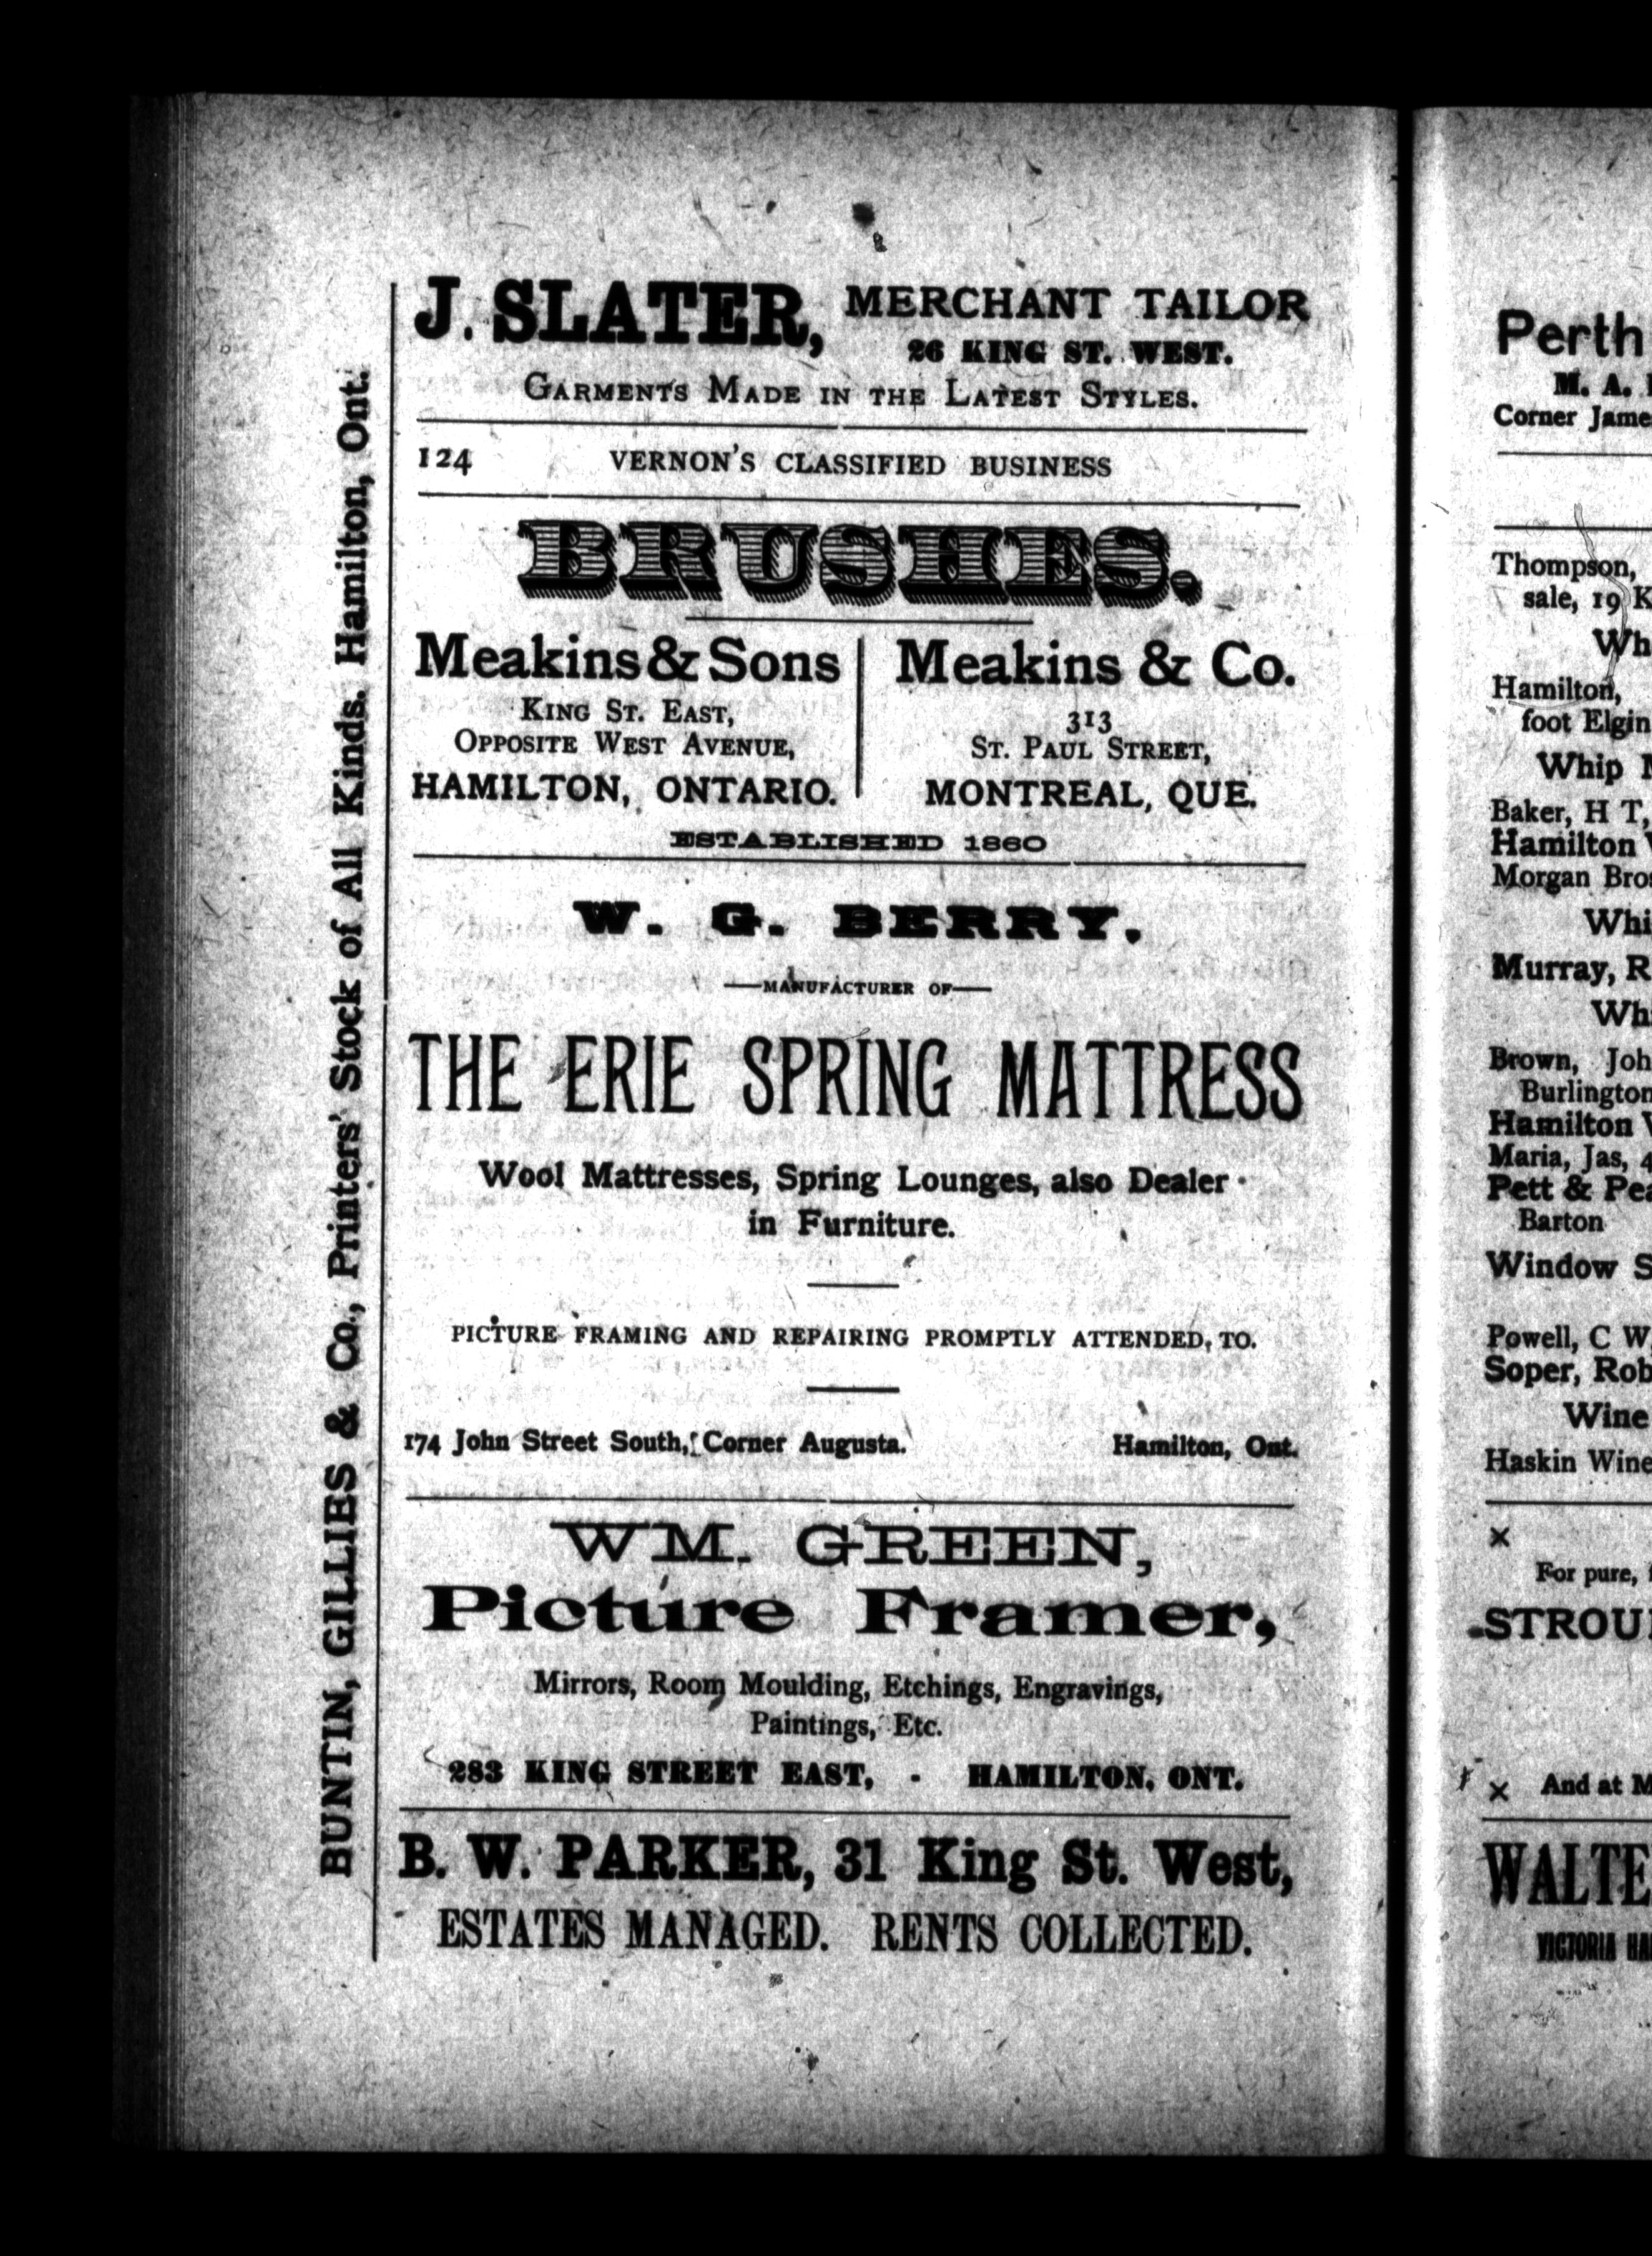 J. SLATER, MERCHANT TAILOR
26 KING ST. WEST.
GARMENTS MADE IN THE LATEST STYLES.
124 VERNON'S CLASSIFIED BUSINESS
BRUSHES.
Meakins & Sons
KING ST. EAST,
OPPOSITE WEST AVENUE,
HAMILTON, ONTARIO.
Meakins & Co.
313
ST. PAUL STREET,
MONTREAL, QUE.
ESTABLISHED 1860
W. G. BERRY.
—MANUFACTURER OF—
THE ERIE SPRING MATTRESS
Wool Mattresses, Spring Lounges, also Dealer
in Furniture.
PICTURE FRAMING AND REPAIRING PROMPTLY ATTENDED TO.
174 John Street South, Corner Augusta. Hamilton, Ont.
WM. GREEN,
Picture Framer,
Mirrors, Room Moulding, Etchings, Engravings,
Paintings, Etc.
283 KING STREET EAST, - HAMILTON, ONT.
B. W. PARKER, 31 King St. West,
ESTATES MANAGED. RENTS COLLECTED.
BUNTIN, GILLIES & Co., Printers' Stock of All Kinds. Hamilton, Ont.
Perth
M. A.
Corner
Thompson,
sale, 19
Hamilton,
foot Elgin
Whip
Baker, H T,
Hamilton
Morgan
Murray, R
Brown,
Burlington
Hamilton
Maria, Jas,
Pett &
Barton
Window
Powell, C W
Soper,
Wine
Haskin Wine
×
For pure,
× And at